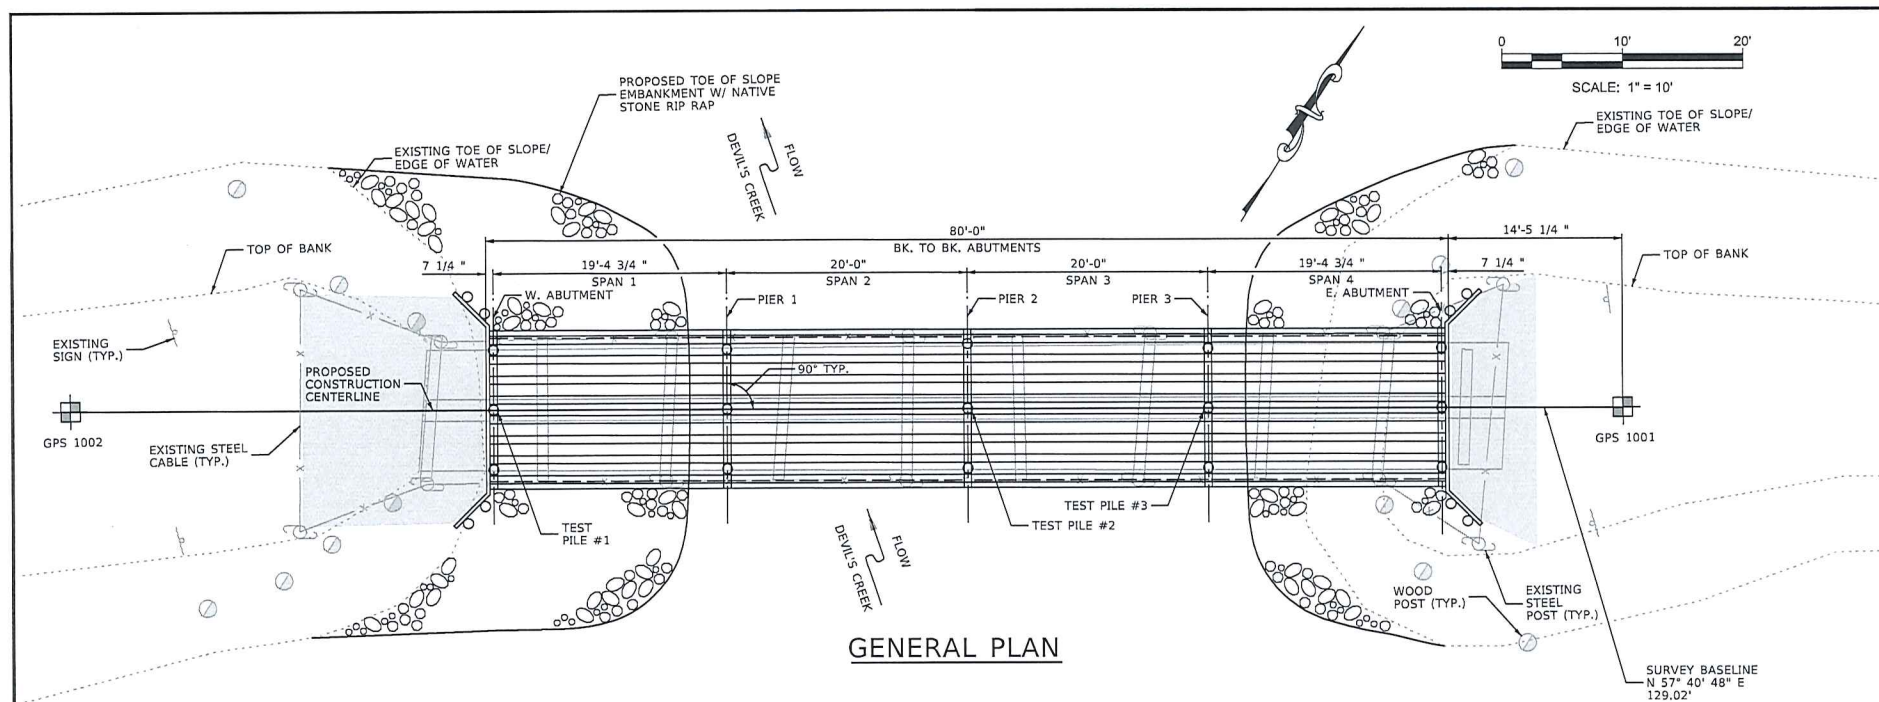 0 10' 20'
SCALE: 1" = 10'
PROPOSED TOE OF SLOPE
EMBANKMENT W/ NATIVE
STONE RIP RAP
EXISTING TOE OF SLOPE/
EDGE OF WATER
EXISTING TOE OF SLOPE/
EDGE OF WATER
FLOW
DEVIL'S CREEK
80'-0"
BK. TO BK. ABUTMENTS
14'-5 1/4 "
TOP OF BANK
TOP OF BANK
7 1/4 "
19'-4 3/4 "
SPAN 1
20'-0"
SPAN 2
20'-0"
SPAN 3
19'-4 3/4 "
SPAN 4
7 1/4 "
W. ABUTMENT
PIER 1
PIER 2
PIER 3
E. ABUTMENT
EXISTING
SIGN (TYP.)
PROPOSED
CONSTRUCTION
CENTERLINE
90° TYP.
GPS 1002
EXISTING STEEL
CABLE (TYP.)
GPS 1001
TEST
PILE #1
TEST PILE #2
TEST PILE #3
FLOW
DEVIL'S CREEK
WOOD
POST (TYP.)
EXISTING
STEEL
POST (TYP.)
GENERAL PLAN
SURVEY BASELINE
N 57° 40' 48" E
129.02'